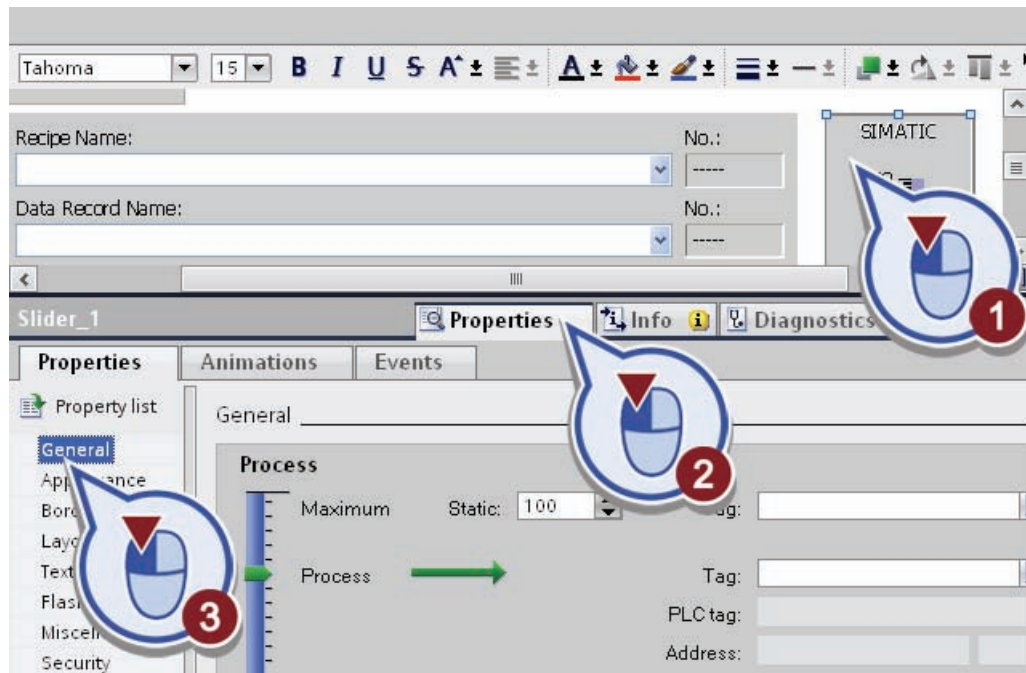 Tahoma 15 B I U S A A
Recipe Name: No.:
-----
Data Record Name: No.:
-----
SIMATIC
1
Slider_1 Properties Info Diagnostics
Properties Animations Events
2
Property list
General
General
Process
Maximum Static: 100
Process Tag:
PLC tag:
Address:
Text
Security
3